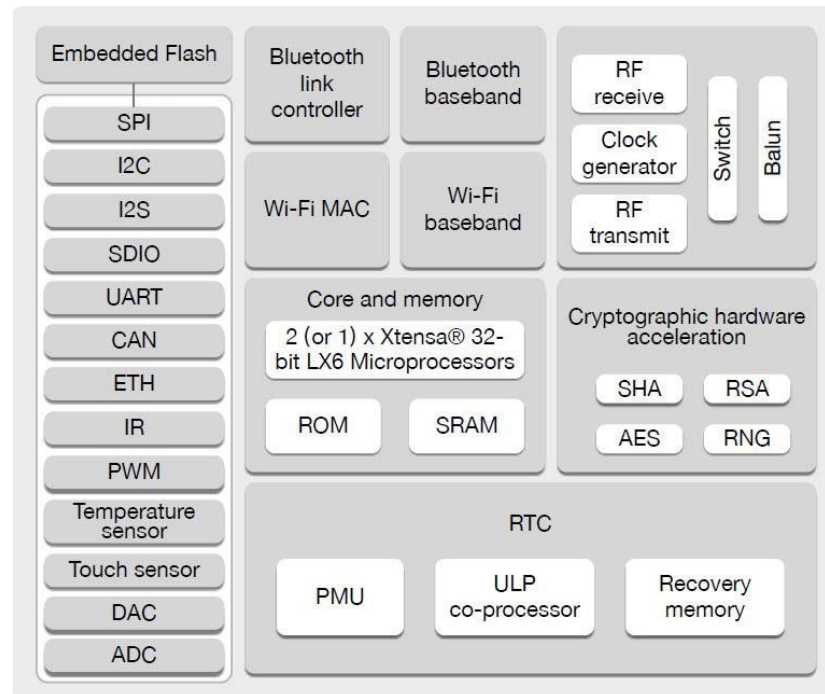 Embedded Flash
SPI
I2C
I2S
SDIO
UART
CAN
ETH
IR
PWM
Temperature
sensor
Touch sensor
DAC
ADC
Bluetooth
link
controller
Bluetooth
baseband
Wi-Fi MAC
Wi-Fi
baseband
RF
receive
Clock
generator
RF
transmit
Switch
Balun
Core and memory
2 (or 1) x Xtensa® 32-
bit LX6 Microprocessors
ROM
SRAM
Cryptographic hardware
acceleration
SHA
RSA
AES
RNG
RTC
PMU
ULP
co-processor
Recovery
memory